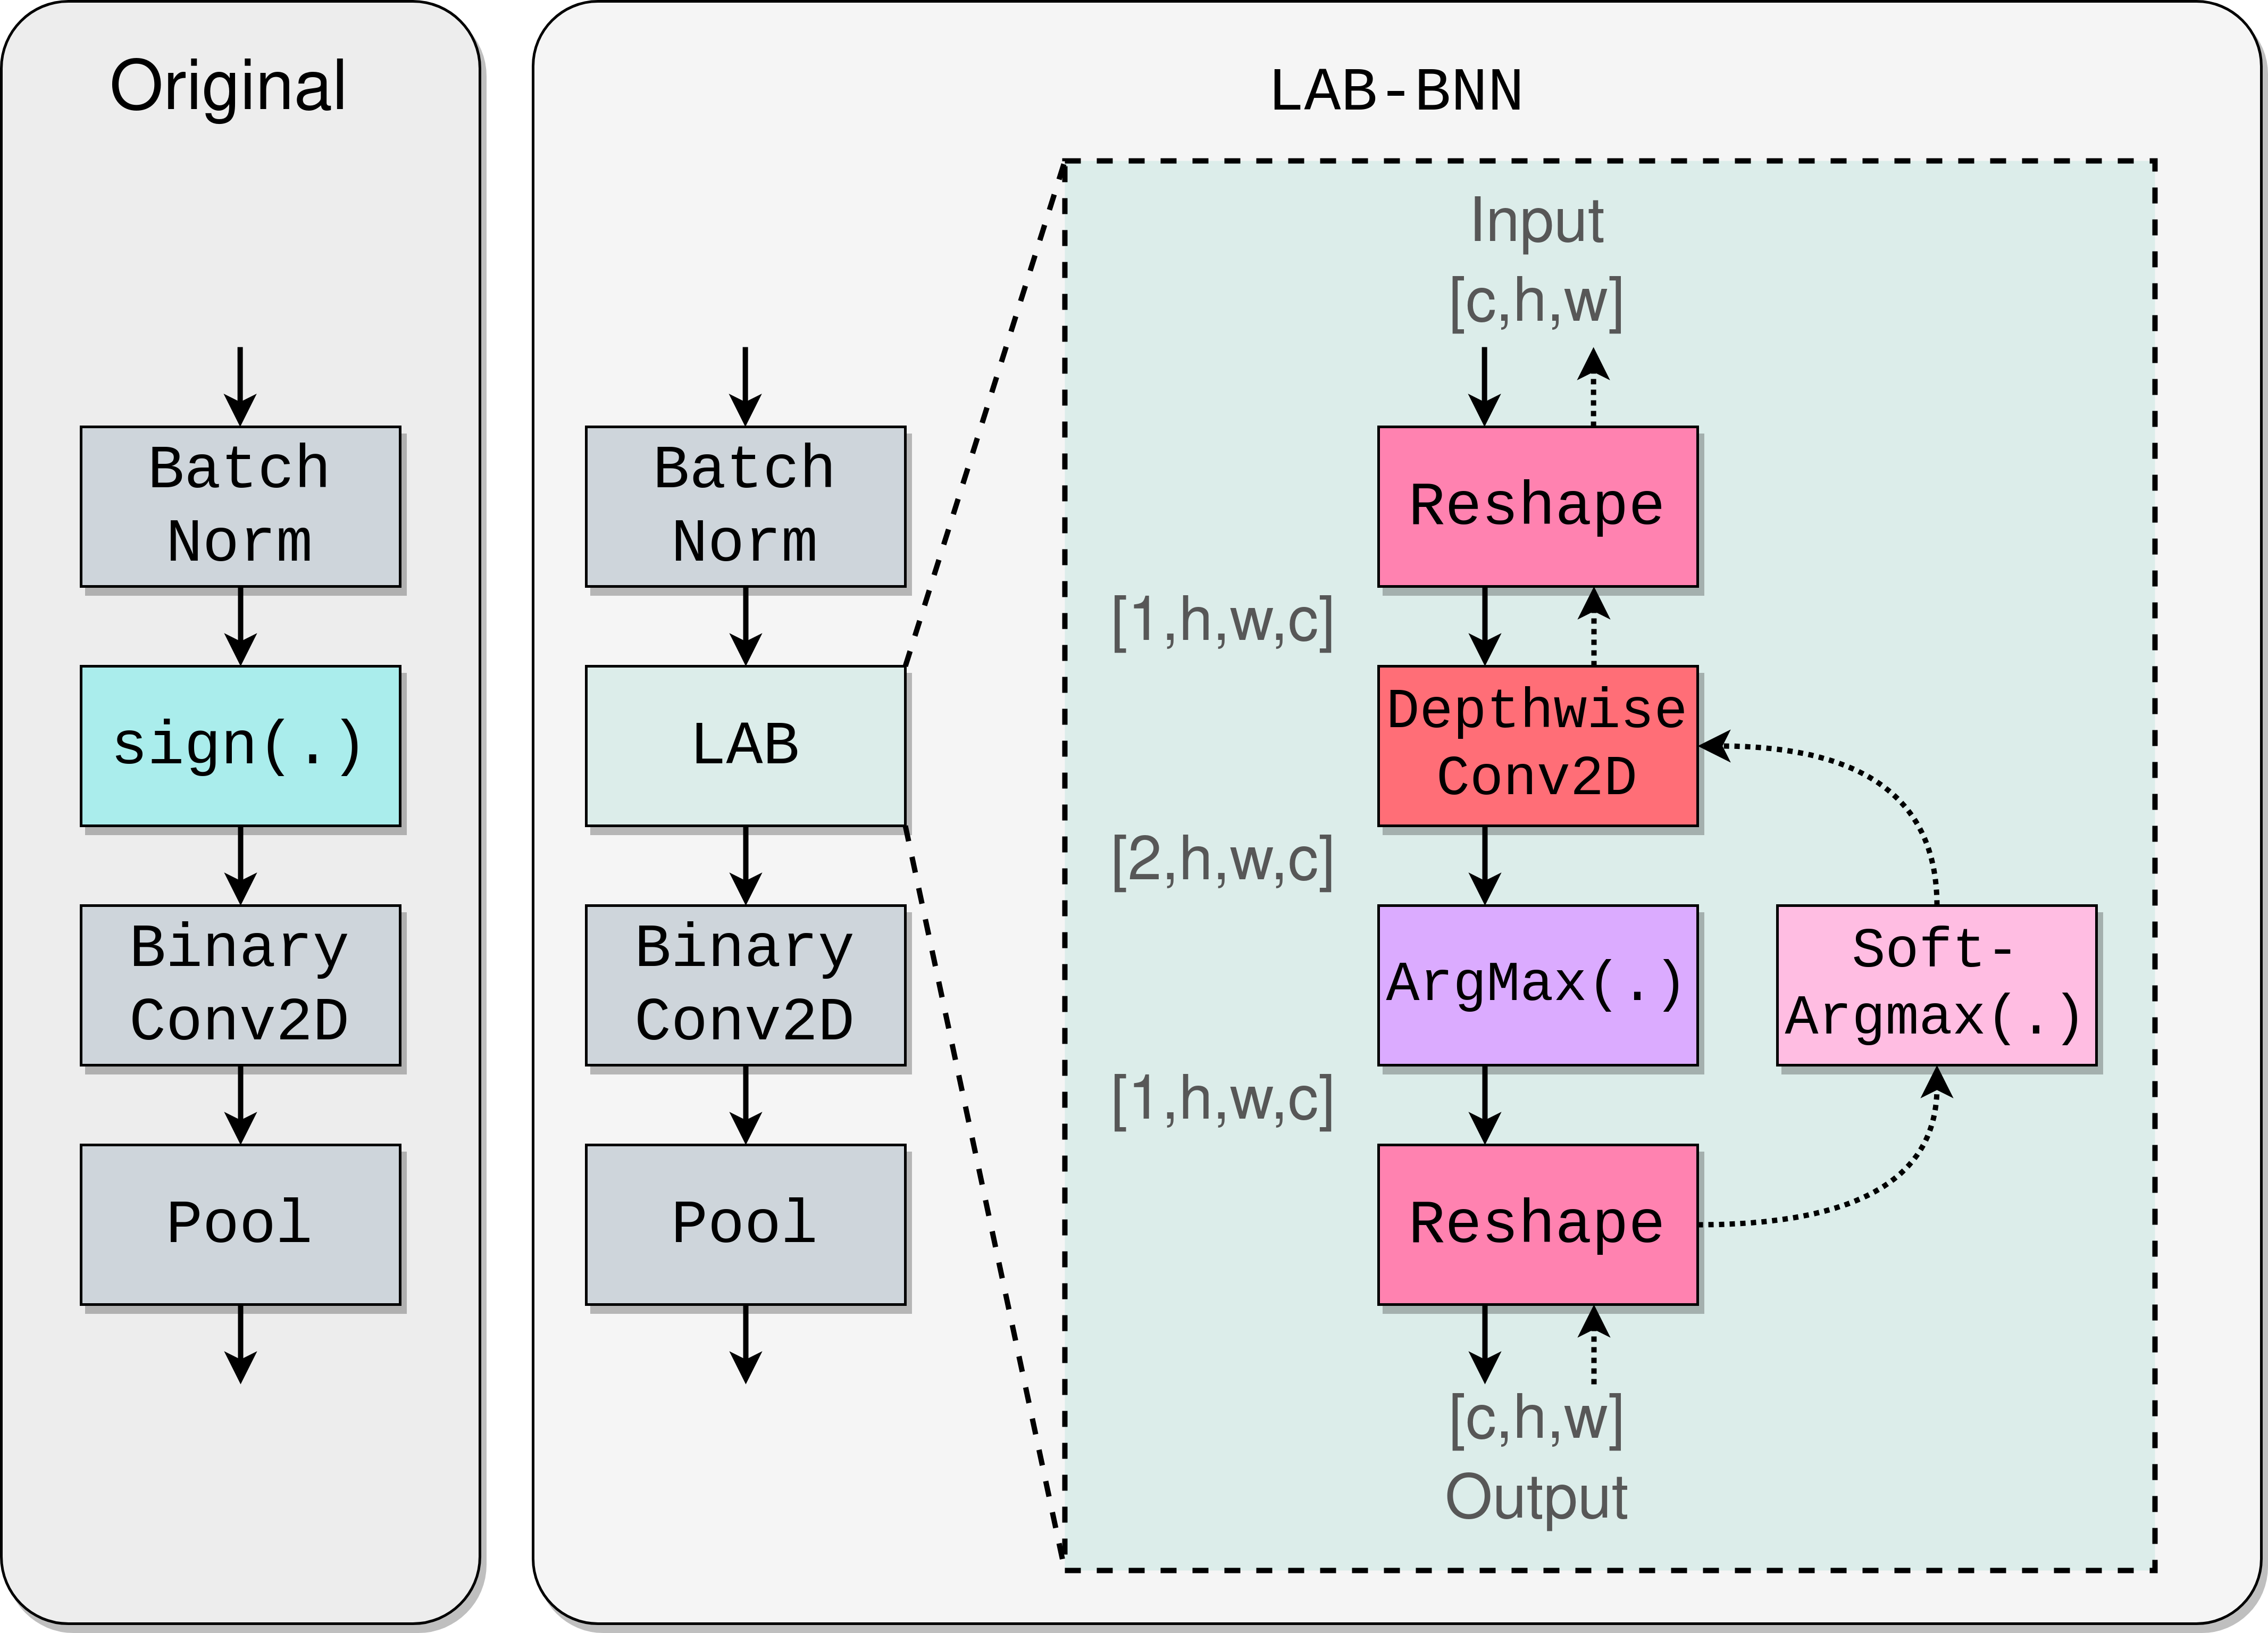 Original
Batch
Norm
sign(.)
Binary
Conv2D
Pool
LAB-BNN
Batch
Norm
LAB
Binary
Conv2D
Pool
Input
[c,h,w]
Reshape
[1,h,w,c]
Depthwise
Conv2D
[2,h,w,c]
ArgMax(.)
Soft-
Argmax(.)
[1,h,w,c]
Reshape
[c,h,w]
Output